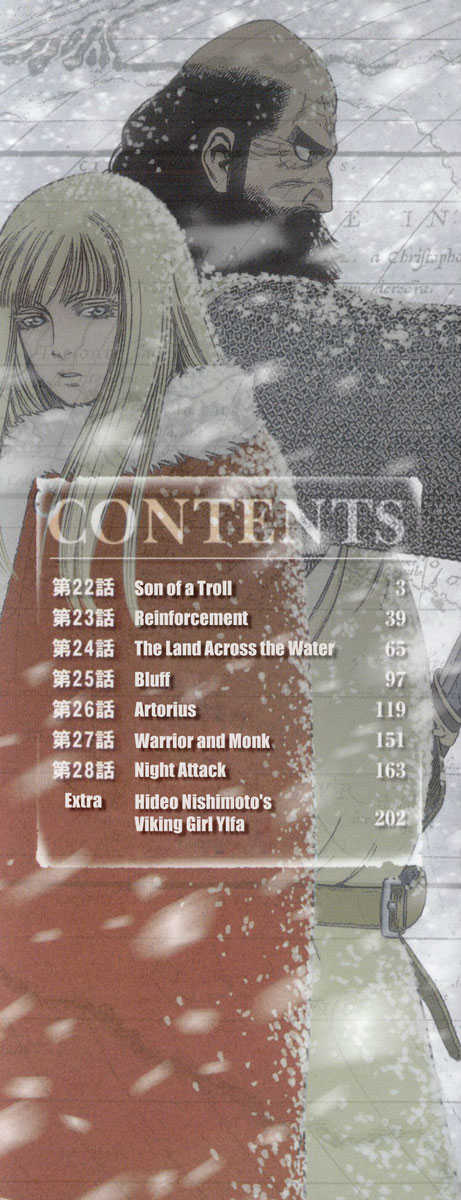 E IN
a Christopho
CONTENTS
第22話 Son of a Troll 3
第23話 Reinforcement 39
第24話 The Land Across the Water 65
第25話 Bluff 97
第26話 Artorius 119
第27話 Warrior and Monk 151
第28話 Night Attack 163
Extra Hideo Nishimoto's
Viking Girl Ylfa 202